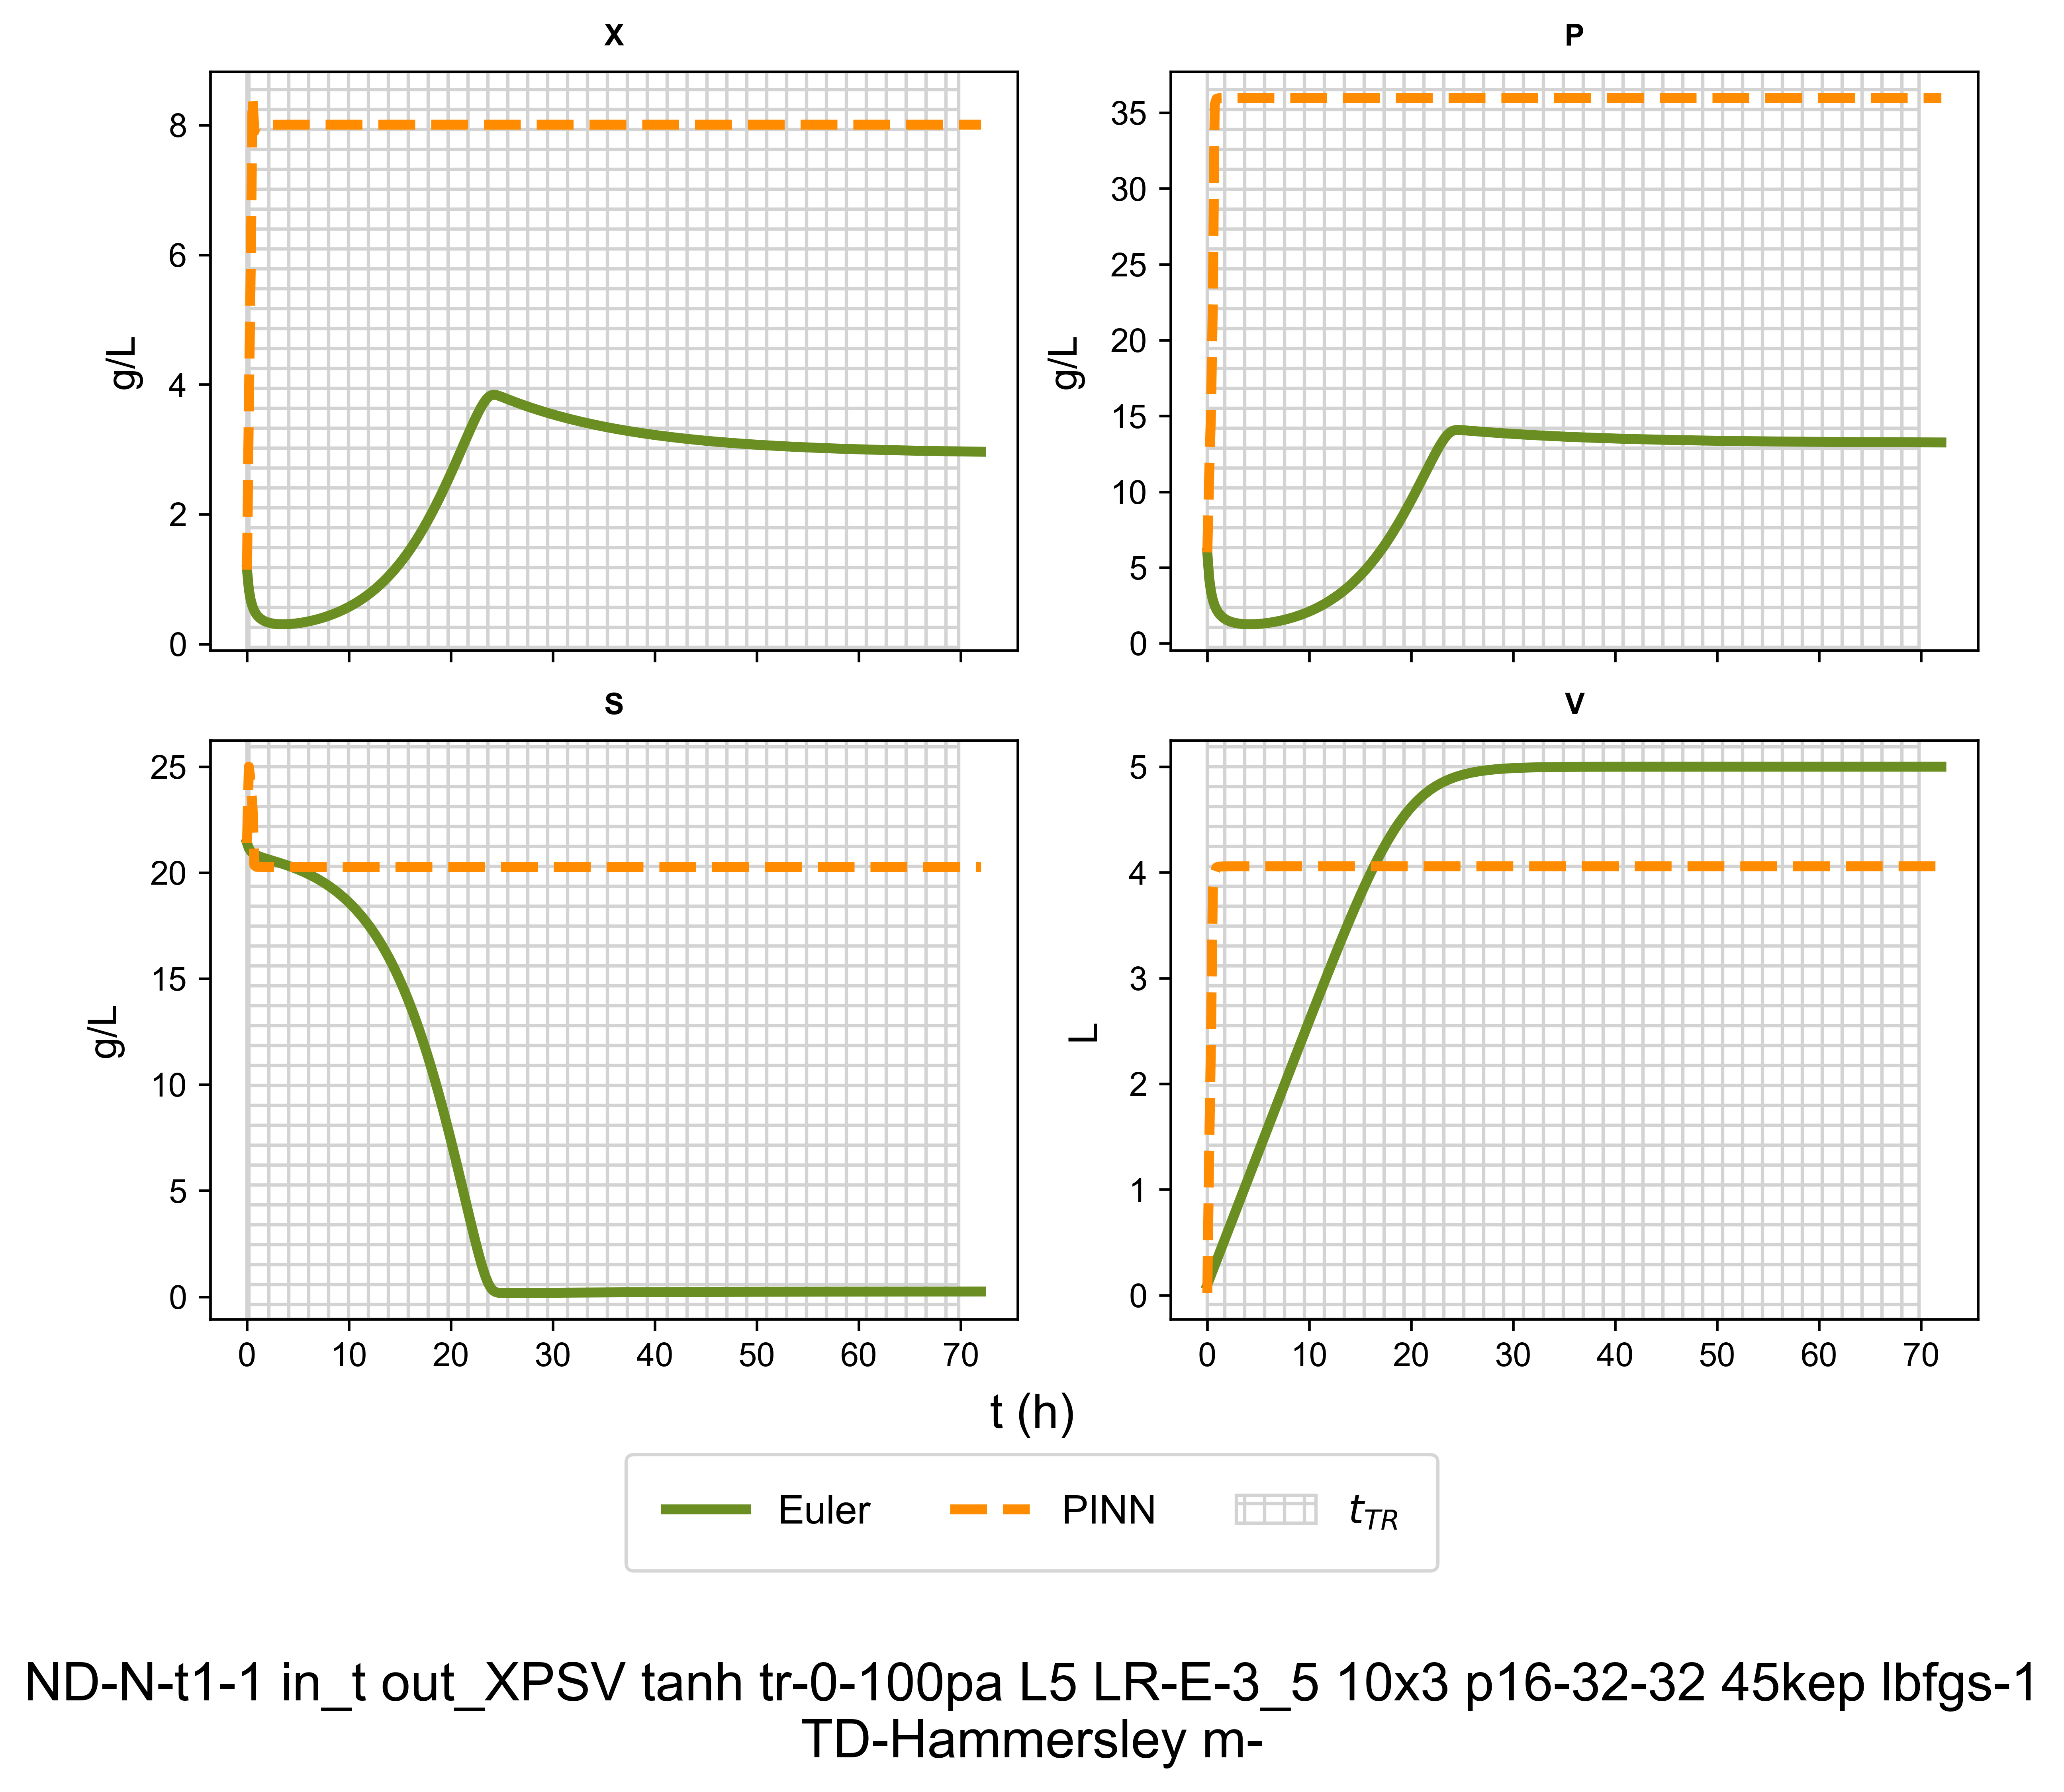 X
P
8
6
4
2
0
g/L
35
30
25
20
15
10
5
0
g/L
S
V
25
20
15
10
5
0
g/L
0 10 20 30 40 50 60 70
5
4
3
2
1
0
L
0 10 20 30 40 50 60 70
t (h)
Euler PINN t_TR
ND-N-t1-1 in_t out_XPSV tanh tr-0-100pa L5 LR-E-3_5 10x3 p16-32-32 45kep lbfgs-1
TD-Hammersley m-